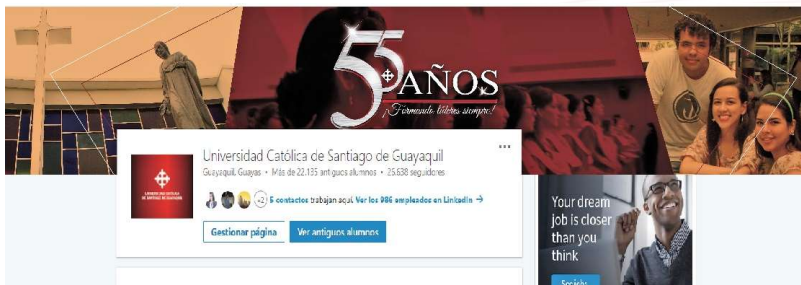 55 AÑOS
¡Formando líderes siempre!
Universidad Católica de Santiago de Guayaquil
Guayaquil, Guayas • Más de 22.135 antiguos alumnos • 25.638 seguidores
+2 6 contactos trabajan aquí. Ver los 986 empleados en LinkedIn →
Gestionar página
Ver antiguos alumnos
Your dream
job is closer
than you
think